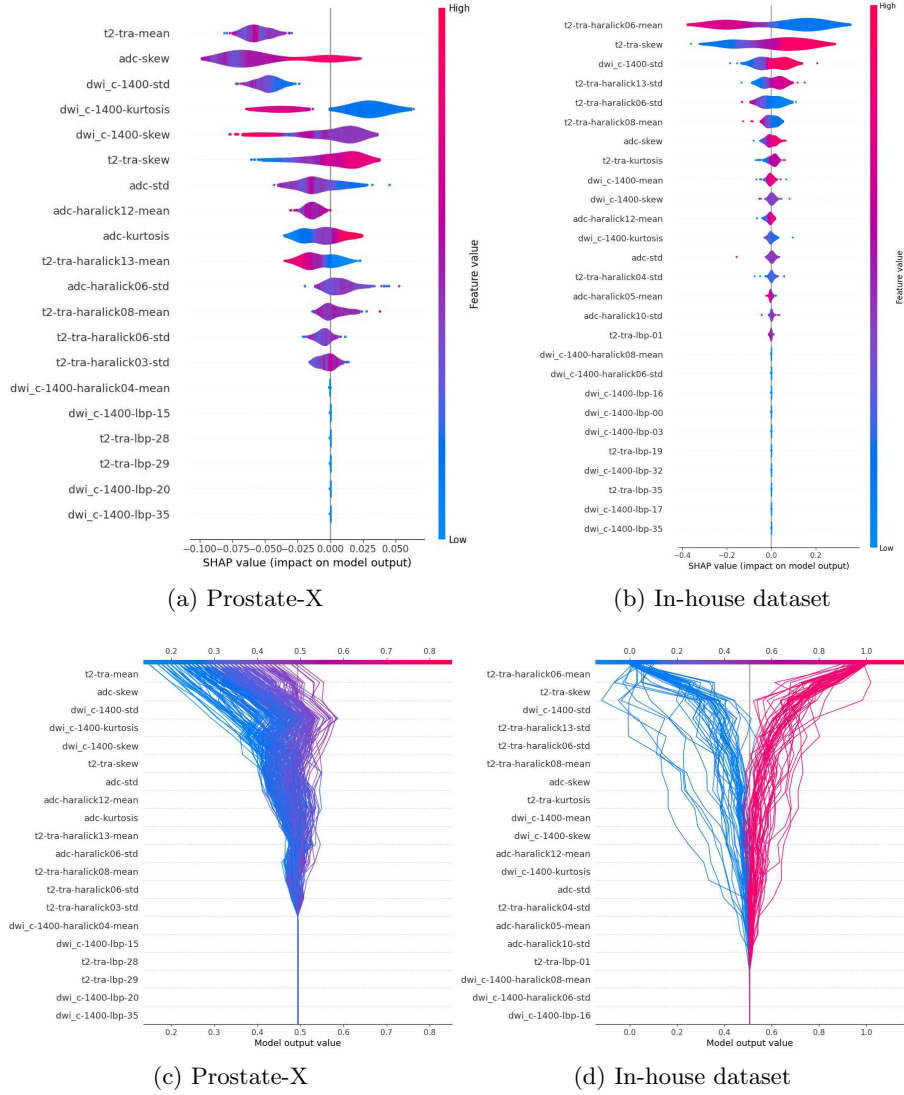 High
t2-tra-mean
adc-skew
dwi_c-1400-std
dwi_c-1400-kurtosis
dwi_c-1400-skew
t2-tra-skew
adc-std
adc-haralick12-mean
adc-kurtosis
t2-tra-haralick13-mean
adc-haralick06-std
t2-tra-haralick08-mean
t2-tra-haralick06-std
t2-tra-haralick03-std
dwi_c-1400-haralick04-mean
dwi_c-1400-lbp-15
t2-tra-lbp-28
t2-tra-lbp-29
dwi_c-1400-lbp-20
dwi_c-1400-lbp-35
Feature value
Low
−0.100 −0.075 −0.050 −0.025 0.000 0.025 0.050
SHAP value (impact on model output)
(a) Prostate-X
High
t2-tra-haralick06-mean
t2-tra-skew
dwi_c-1400-std
t2-tra-haralick13-std
t2-tra-haralick06-std
t2-tra-haralick08-mean
adc-skew
t2-tra-kurtosis
dwi_c-1400-mean
dwi_c-1400-skew
adc-haralick12-mean
dwi_c-1400-kurtosis
adc-std
t2-tra-haralick04-std
adc-haralick05-mean
adc-haralick10-std
t2-tra-lbp-01
dwi_c-1400-haralick08-mean
dwi_c-1400-haralick06-std
dwi_c-1400-lbp-16
dwi_c-1400-lbp-00
dwi_c-1400-lbp-03
t2-tra-lbp-19
dwi_c-1400-lbp-32
t2-tra-lbp-35
dwi_c-1400-lbp-17
dwi_c-1400-lbp-35
Feature value
Low
−0.4 −0.2 0.0 0.2
SHAP value (impact on model output)
(b) In-house dataset
0.2 0.3 0.4 0.5 0.6 0.7 0.8
t2-tra-mean
adc-skew
dwi_c-1400-std
dwi_c-1400-kurtosis
dwi_c-1400-skew
t2-tra-skew
adc-std
adc-haralick12-mean
adc-kurtosis
t2-tra-haralick13-mean
adc-haralick06-std
t2-tra-haralick08-mean
t2-tra-haralick06-std
t2-tra-haralick03-std
dwi_c-1400-haralick04-mean
dwi_c-1400-lbp-15
t2-tra-lbp-28
t2-tra-lbp-29
dwi_c-1400-lbp-20
dwi_c-1400-lbp-35
0.2 0.3 0.4 0.5 0.6 0.7 0.8
Model output value
(c) Prostate-X
0.0 0.2 0.4 0.6 0.8 1.0
t2-tra-haralick06-mean
t2-tra-skew
dwi_c-1400-std
t2-tra-haralick13-std
t2-tra-haralick06-std
t2-tra-haralick08-mean
adc-skew
t2-tra-kurtosis
dwi_c-1400-mean
dwi_c-1400-skew
adc-haralick12-mean
dwi_c-1400-kurtosis
adc-std
t2-tra-haralick04-std
adc-haralick05-mean
adc-haralick10-std
t2-tra-lbp-01
dwi_c-1400-haralick08-mean
dwi_c-1400-haralick06-std
dwi_c-1400-lbp-16
0.0 0.2 0.4 0.6 0.8 1.0
Model output value
(d) In-house dataset